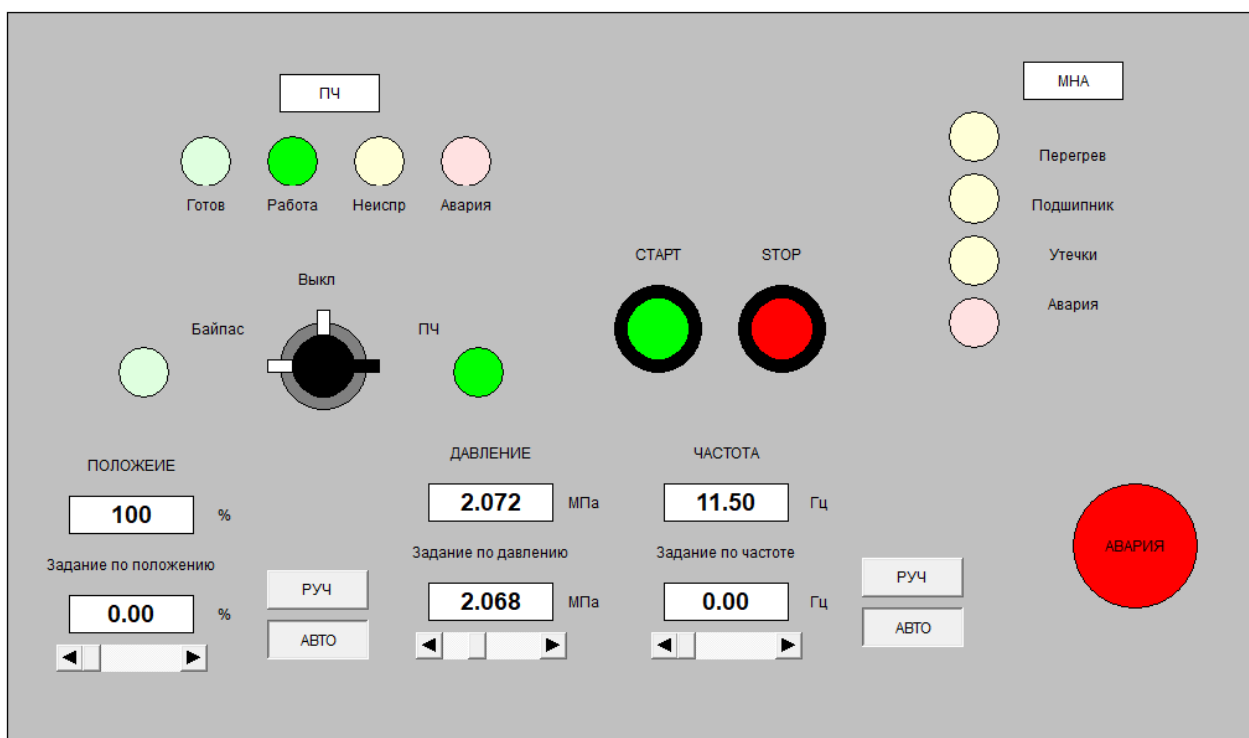 ПЧ
МНА
Готов
Работа
Неиспр
Авария
Перегрев
Подшипник
Утечки
Авария
СТАРТ
STOP
Выкл
Байпас
ПЧ
ПОЛОЖЕИЕ
ДАВЛЕНИЕ
ЧАСТОТА
100 %
2.072 МПа
11.50 Гц
Задание по положению
Задание по давлению
Задание по частоте
0.00 %
РУЧ
АВТО
2.068 МПа
0.00 Гц
РУЧ
АВТО
АВАРИЯ